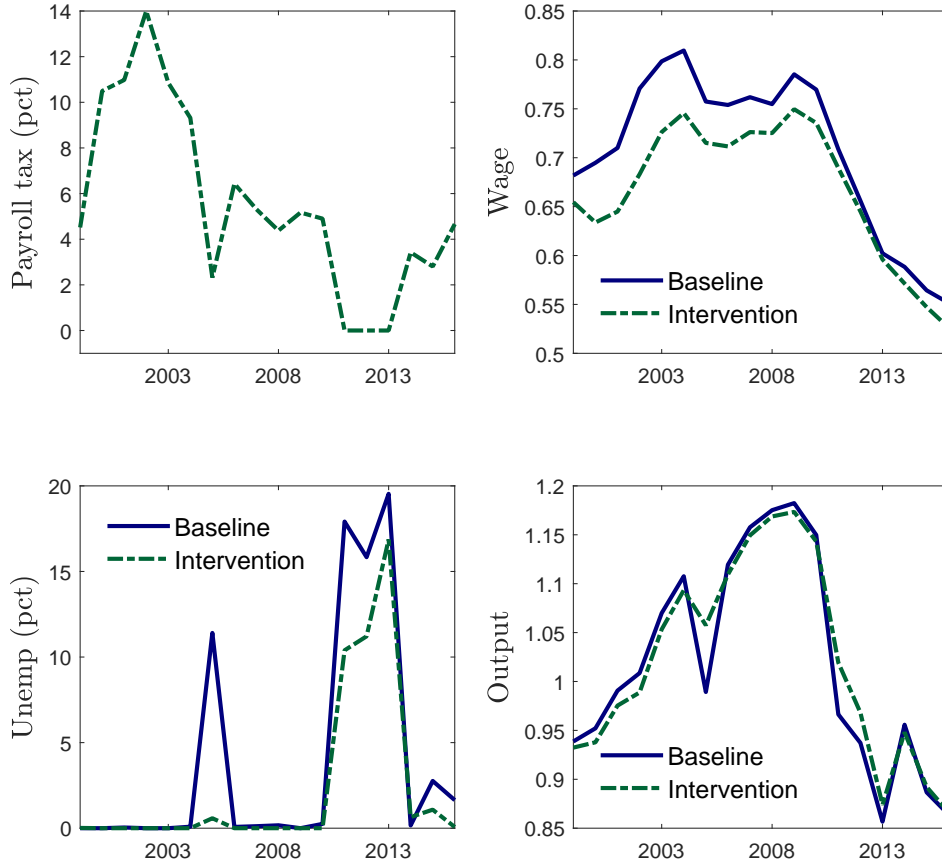 Payroll tax (pct)
14
12
10
8
6
4
2
0
2003 2008 2013
Wage
0.85
0.8
0.75
0.7
0.65
0.6
0.55
0.5
Baseline
Intervention
2003 2008 2013
Unemp (pct)
20
15
10
5
0
Baseline
Intervention
2003 2008 2013
Output
1.2
1.15
1.1
1.05
1
0.95
0.9
0.85
Baseline
Intervention
2003 2008 2013